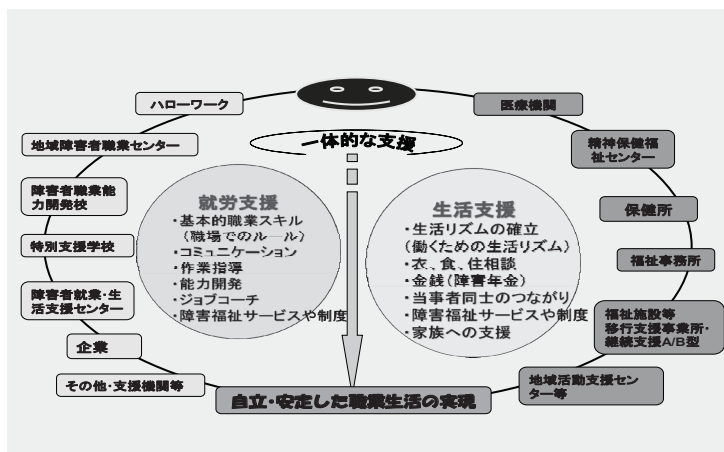 ハローワーク
地域障害者職業センター
障害者職業能
力開発校
特別支援学校
障害者就業・生
活支援センター
企業
その他・支援機関等
一体的な支援
就労支援
・基本的職業スキル
（職場でのルール）
・コミュニケーション
・作業指導
・能力開発
・ジョブコーチ
・障害福祉サービスや制度
生活支援
・生活リズムの確立
（働くための生活リズム）
・衣、食、住相談
・金銭（障害年金）
・当事者同士のつながり
・障害福祉サービスや制度
・家族への支援
医療機関
精神保健福
祉センター
保健所
福祉事務所
福祉施設等
移行支援事業所・
継続支援A/B型
地域活動支援セン
ター等
自立・安定した職業生活の実現